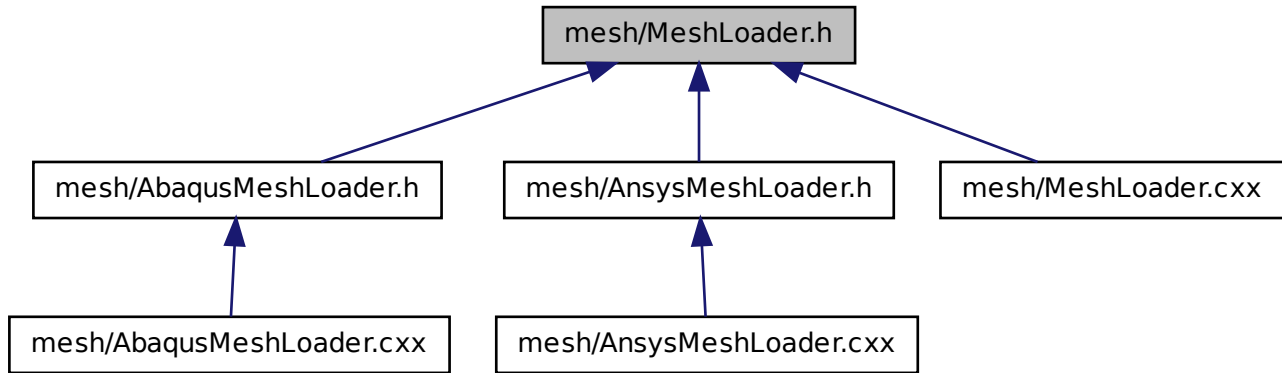 mesh/MeshLoader.h
mesh/AbaqusMeshLoader.h
mesh/AnsysMeshLoader.h
mesh/MeshLoader.cxx
mesh/AbaqusMeshLoader.cxx
mesh/AnsysMeshLoader.cxx